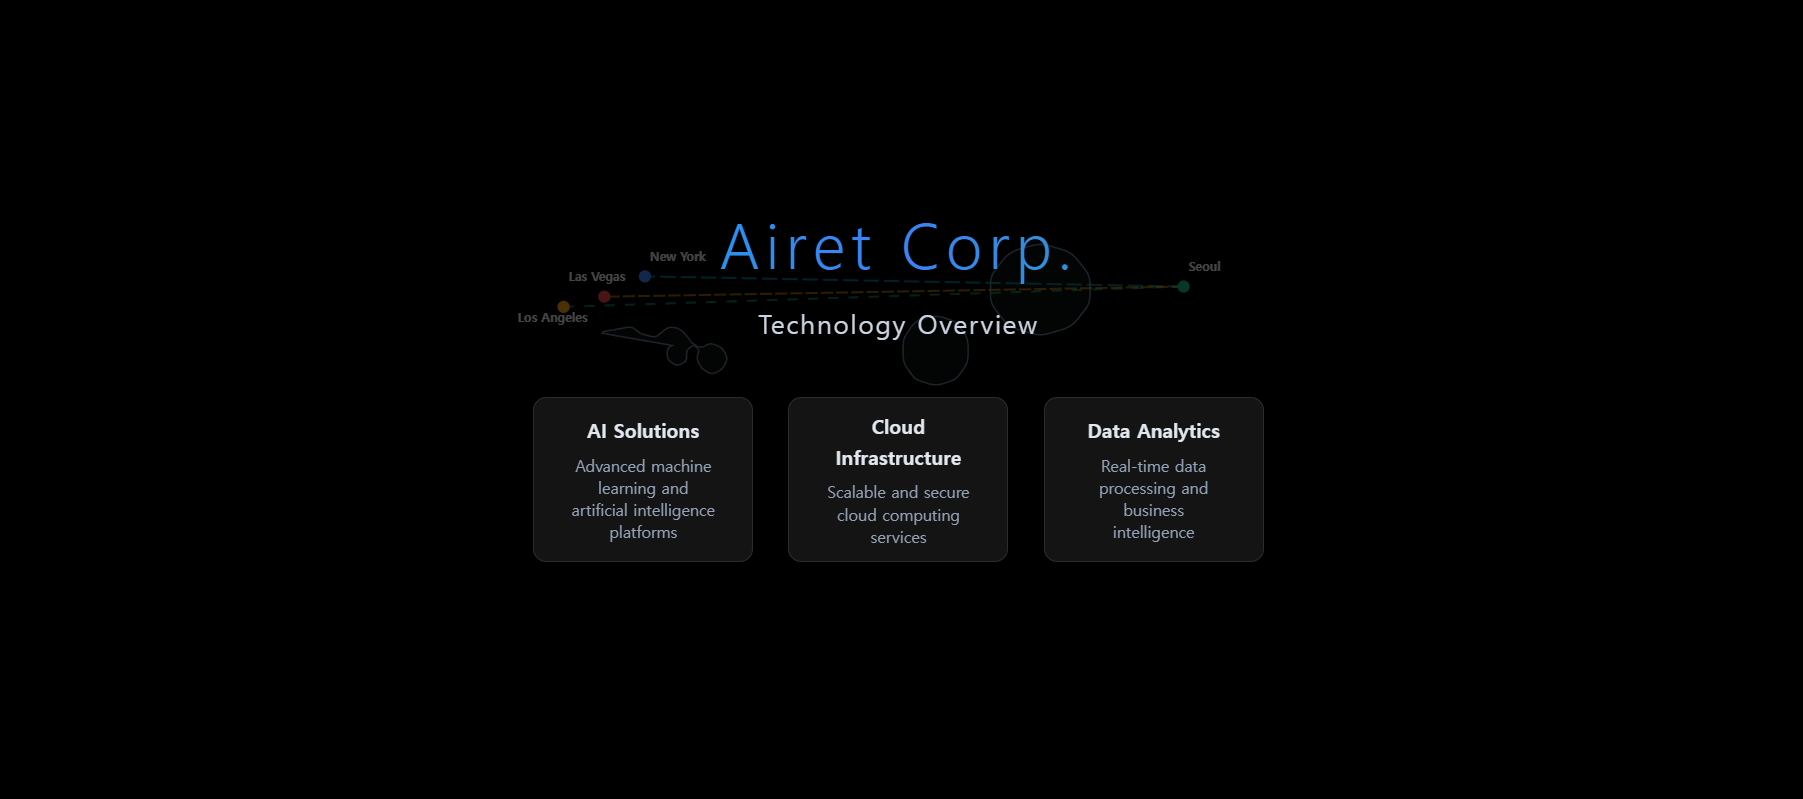 Airet Corp.
New York
Las Vegas
Los Angeles
Seoul
Technology Overview
AI Solutions
Advanced machine
learning and
artificial intelligence
platforms
Cloud
Infrastructure
Scalable and secure
cloud computing
services
Data Analytics
Real-time data
processing and
business
intelligence